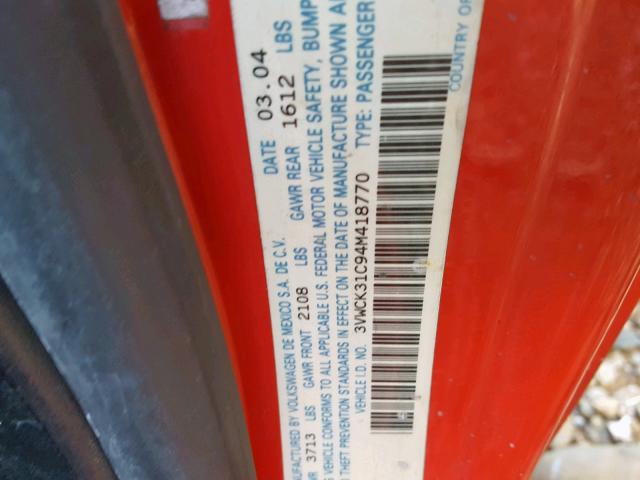 MANUFACTURED BY VOLKSWAGEN DE MEXICO S.A. DE C.V. DATE 03.04
3713 LBS GAWR FRONT 2108 LBS GAWR REAR 1612 LBS
VEHICLE CONFORMS TO ALL APPLICABLE U.S. FEDERAL MOTOR VEHICLE SAFETY, BUMP
THEFT PREVENTION STANDARDS IN EFFECT ON THE DATE OF MANUFACTURE SHOWN
VEHICLE I.D. NO. 3VWCK31C94M418770 TYPE: PASSENGER
COUNTRY OF